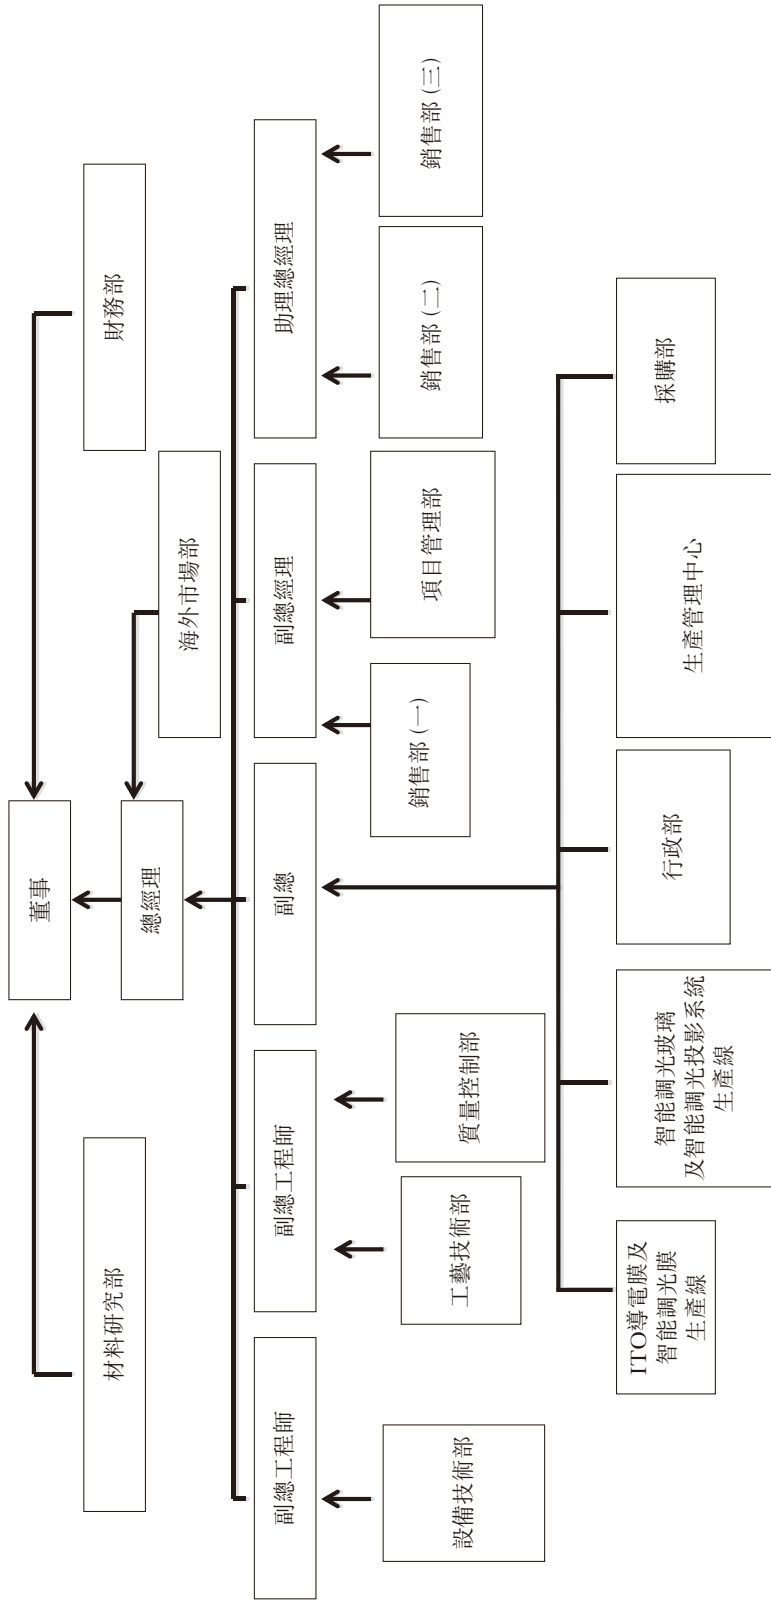 董事
材料研究部
財務部
總經理
海外市場部
副總工程師
副總工程師
副總
副總經理
助理總經理
設備技術部
工藝技術部
質量控制部
銷售部 (一)
項目管理部
銷售部 (二)
銷售部 (三)
ITO導電膜及
智能調光膜
生產線
智能調光玻璃
及智能調光投影系統
生產線
行政部
生產管理中心
採購部